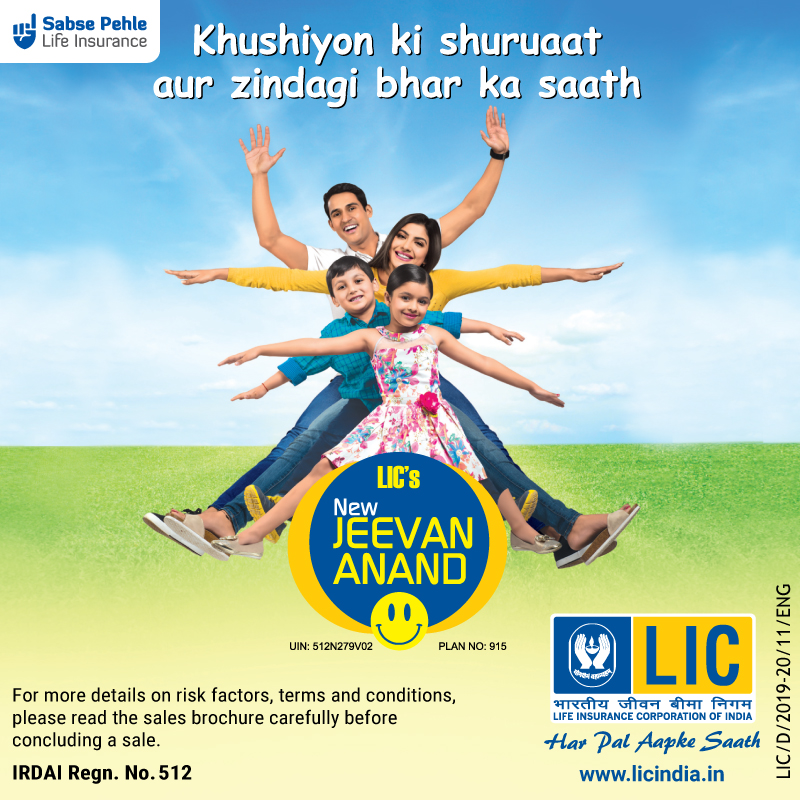 Sabse Pehle
Life Insurance
Khushiyon ki shuruaat
aur zindagi bhar ka saath
LIC's
New
JEEVAN
ANAND
UIN: 512N279V02 PLAN NO: 915
For more details on risk factors, terms and conditions,
please read the sales brochure carefully before
concluding a sale.
IRDAI Regn. No. 512
LIC
भारतीय जीवन बीमा निगम
LIFE INSURANCE CORPORATION OF INDIA
Har Pal Aapke Saath
www.licindia.in
LIC/D/2019-20/11/ENG